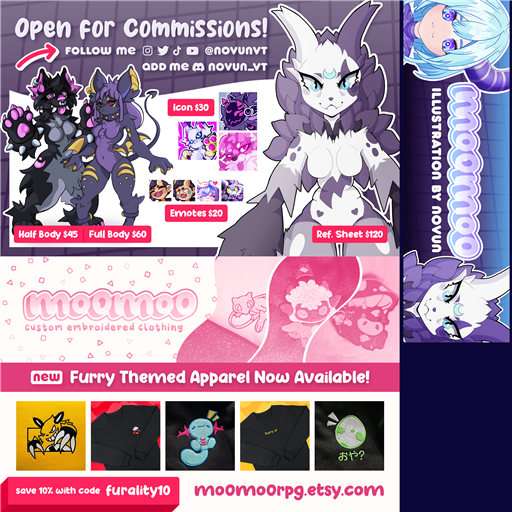 Open for Commissions!
FOLLOW ME @NOVUNVT
ADD ME NOVUN_VT
Icon $30
Emotes $20
Half Body $45
Full Body $60
Ref. Sheet $120
moomoo
ILLUSTRATION BY NOVUN
moomoo
custom embroidered clothing
new Furry Themed Apparel Now Available!
おや?
save 10% with code furality10
mo0mo0rpg.etsy.com